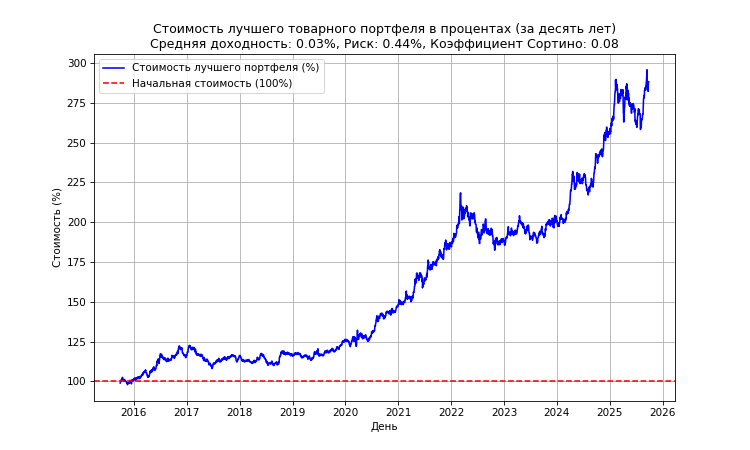 Стоимость лучшего товарного портфеля в процентах (за десять лет)
Средняя доходность: 0.03%, Риск: 0.44%, Коэффициент Сортино: 0.08
Стоимость лучшего портфеля (%)
Начальная стоимость (100%)
Стоимость (%)
300
275
250
225
200
175
150
125
100
2016 2017 2018 2019 2020 2021 2022 2023 2024 2025 2026
День